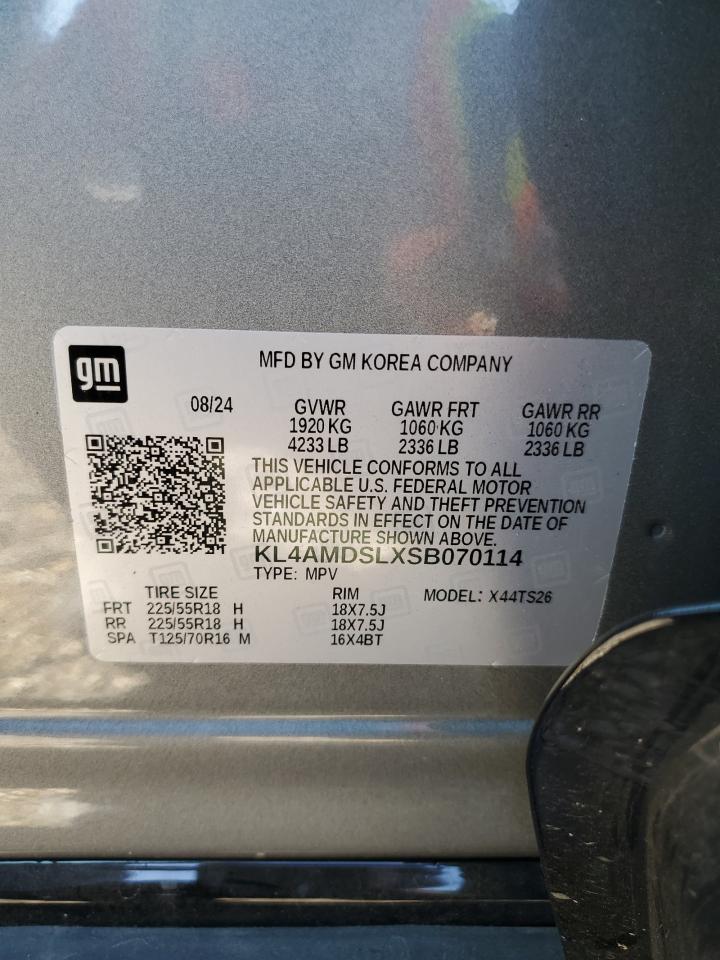 gm
MFD BY GM KOREA COMPANY
08/24 GVWR GAWR FRT GAWR RR
1920 KG 1060 KG 1060 KG
4233 LB 2336 LB 2336 LB
THIS VEHICLE CONFORMS TO ALL
APPLICABLE U.S. FEDERAL MOTOR
VEHICLE SAFETY AND THEFT PREVENTION
STANDARDS IN EFFECT ON THE DATE OF
MANUFACTURE SHOWN ABOVE.
KL4AMDSLXSB070114
TYPE: MPV
TIRE SIZE RIM MODEL: X44TS26
FRT 225/55R18 H 18X7.5J
RR 225/55R18 H 18X7.5J
SPA T125/70R16 M 16X4BT